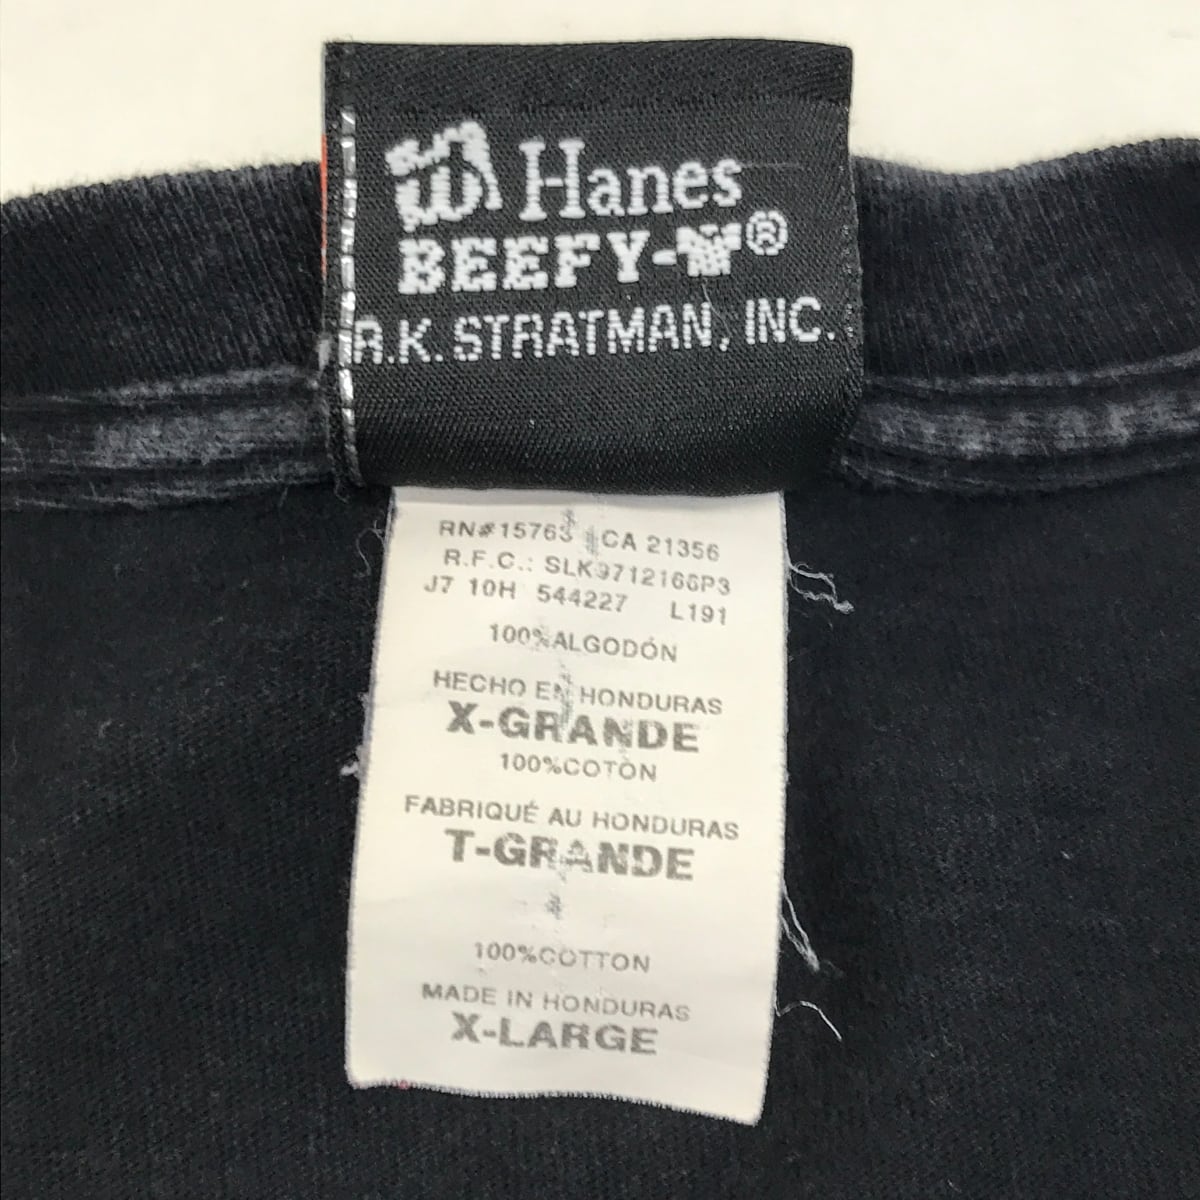 Hanes
BEEFY-T®
R.K. STRATMAN, INC.
RN#15763 CA 21356
R.F.C.: SLK9712166P3
J7 10H 544227 L191
100%ALGODÓN
HECHO EN HONDURAS
X-GRANDE
100%COTON
FABRIQUÉ AU HONDURAS
T-GRANDE
100%COTTON
MADE IN HONDURAS
X-LARGE